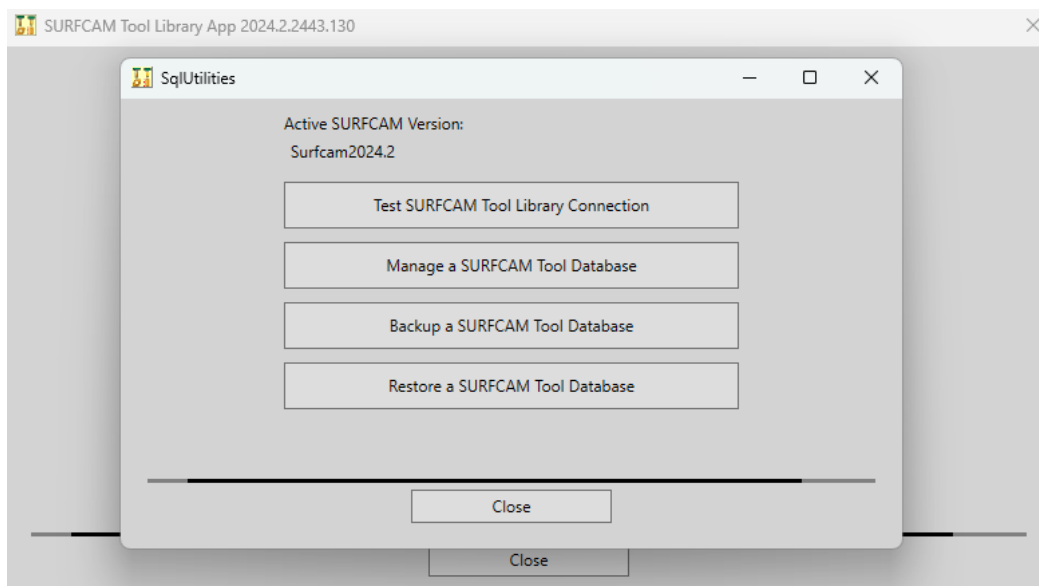 SURFCAM Tool Library App 2024.2.2443.130
SqlUtilities
Active SURFCAM Version:
Surfcam2024.2
Test SURFCAM Tool Library Connection
Manage a SURFCAM Tool Database
Backup a SURFCAM Tool Database
Restore a SURFCAM Tool Database
Close
Close